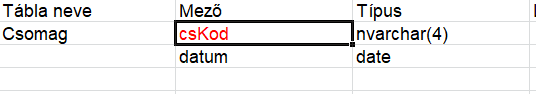 Tábla neve Mező Típus
Csomag csKod nvarchar(4)
datum date